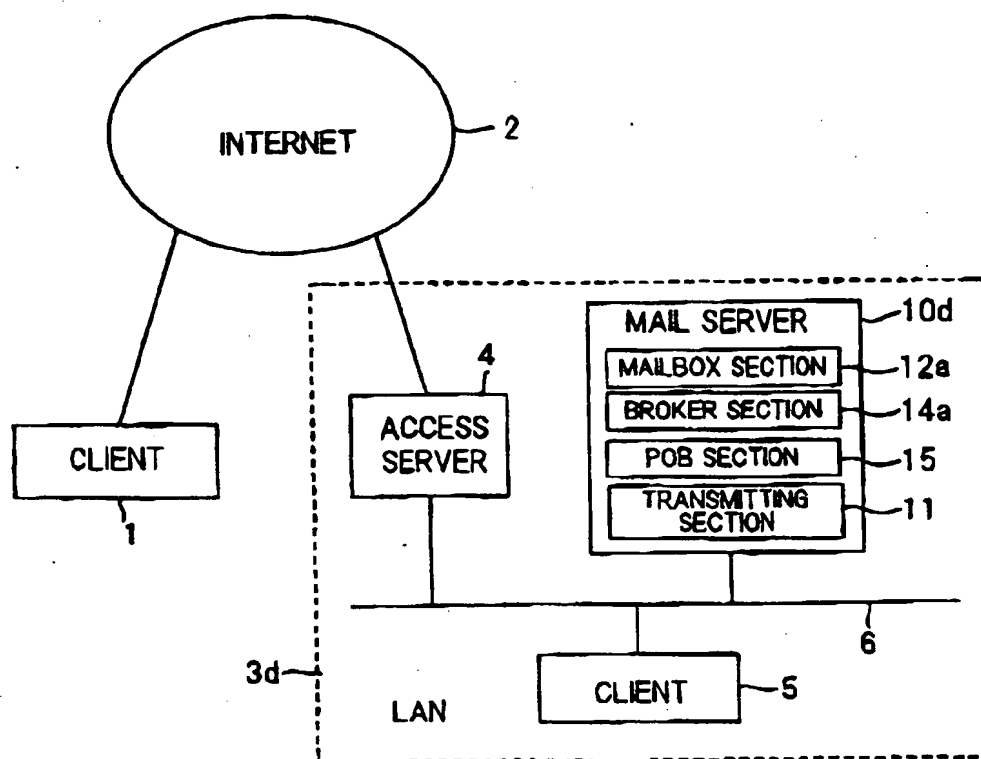 INTERNET
2
MAIL SERVER
10d
MAILBOX SECTION
12a
BROKER SECTION
14a
POB SECTION
15
TRANSMITTING
SECTION
11
4
ACCESS
SERVER
CLIENT
1
6
3d
CLIENT
5
LAN